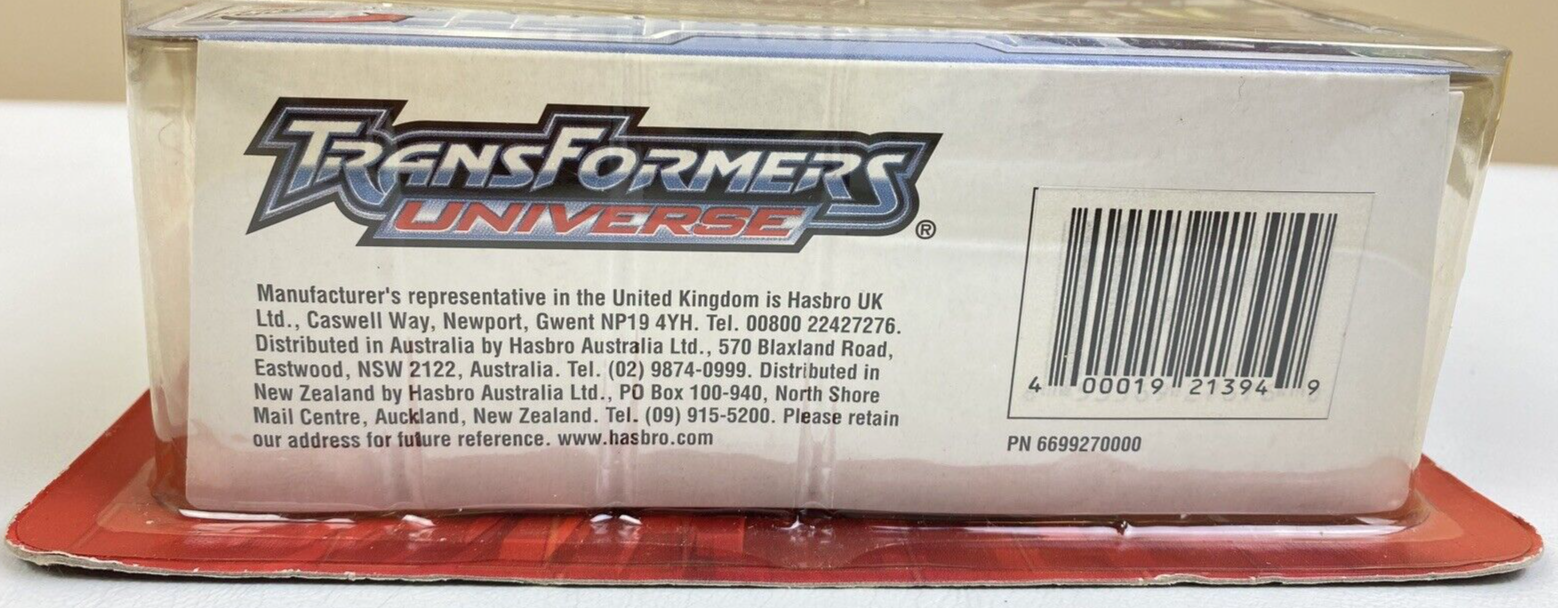 TRANSFORMERS
UNIVERSE ®
Manufacturer's representative in the United Kingdom is Hasbro UK
Ltd., Caswell Way, Newport, Gwent NP19 4YH. Tel. 00800 22427276.
Distributed in Australia by Hasbro Australia Ltd., 570 Blaxland Road,
Eastwood, NSW 2122, Australia. Tel. (02) 9874-0999. Distributed in
New Zealand by Hasbro Australia Ltd., PO Box 100-940, North Shore
Mail Centre, Auckland, New Zealand. Tel. (09) 915-5200. Please retain
our address for future reference. www.hasbro.com
4 00019 21394 9
PN 6699270000